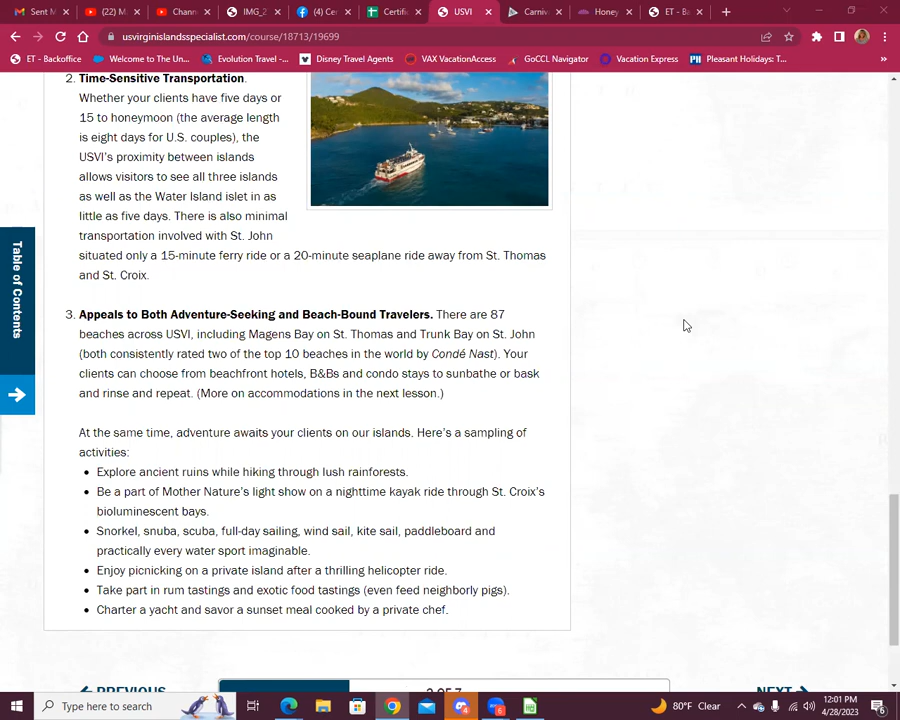 Sent M
(22) M
Chann
IMG_2
(4) Cer
Certific
USVI
Carniv
Honey
ET - Ba
usvirginislandsspecialist.com/course/18713/19699
ET - Backoffice
Welcome to The Un...
Evolution Travel -...
Disney Travel Agents
VAX VacationAccess
GoCCL Navigator
Vacation Express
Pleasant Holidays: T...
2. Time-Sensitive Transportation.
Whether your clients have five days or
15 to honeymoon (the average length
is eight days for U.S. couples), the
USVI's proximity between islands
allows visitors to see all three islands
as well as the Water Island islet in as
little as five days. There is also minimal
transportation involved with St. John
situated only a 15-minute ferry ride or a 20-minute seaplane ride away from St. Thomas
and St. Croix.
Table of Contents
3. Appeals to Both Adventure-Seeking and Beach-Bound Travelers. There are 87
beaches across USVI, including Magens Bay on St. Thomas and Trunk Bay on St. John
(both consistently rated two of the top 10 beaches in the world by Condé Nast). Your
clients can choose from beachfront hotels, B&Bs and condo stays to sunbathe or bask
and rinse and repeat. (More on accommodations in the next lesson.)
At the same time, adventure awaits your clients on our islands. Here's a sampling of
activities:
• Explore ancient ruins while hiking through lush rainforests.
• Be a part of Mother Nature's light show on a nighttime kayak ride through St. Croix's
bioluminescent bays.
• Snorkel, snuba, scuba, full-day sailing, wind sail, kite sail, paddleboard and
practically every water sport imaginable.
• Enjoy picnicking on a private island after a thrilling helicopter ride.
• Take part in rum tastings and exotic food tastings (even feed neighborly pigs).
• Charter a yacht and savor a sunset meal cooked by a private chef.
PREVIOUS
NEXT
Type here to search
80°F Clear
12:01 PM
4/28/2023